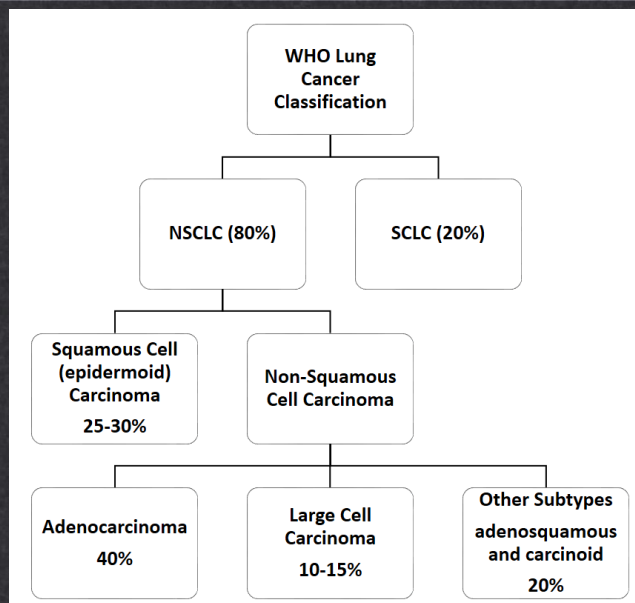 WHO Lung
Cancer
Classification
NSCLC (80%)
SCLC (20%)
Squamous Cell
(epidermoid)
Carcinoma
25-30%
Non-Squamous
Cell Carcinoma
Adenocarcinoma
40%
Large Cell
Carcinoma
10-15%
Other Subtypes
adenosquamous
and carcinoid
20%